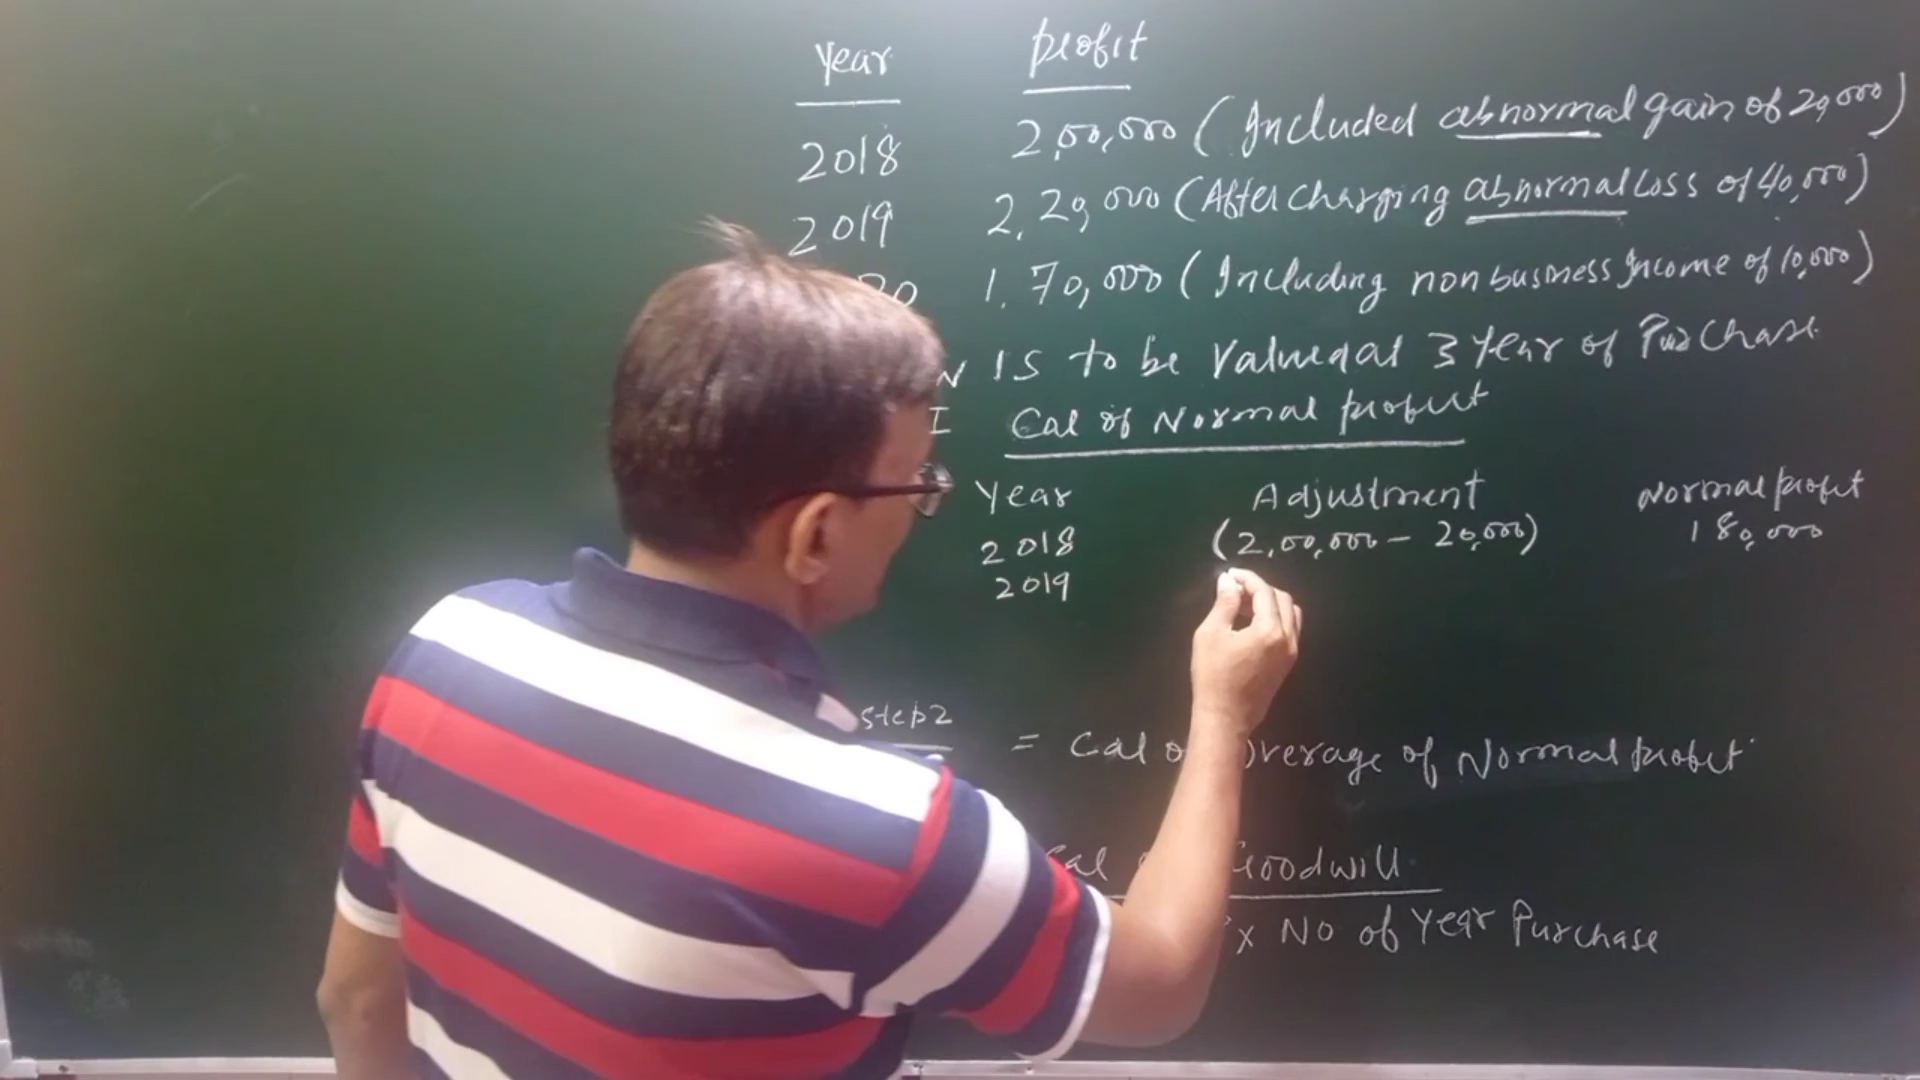 Year profit
2018 2,00,000 (Included abnormal gain of 20,000)
2019 2,20,000 (After charging abnormal Loss of 40,000)
20 1,70,000 (Including non business Income of 10,000)
N is to be Valued at 3 Year of Purchase
I Cal of Normal profit
Year Adjustment Normal profit
2018 (2,00,000 - 20,000) 180,000
2019
step2
= Cal of Average of Normal profit
Cal Goodwill
x No of Year Purchase